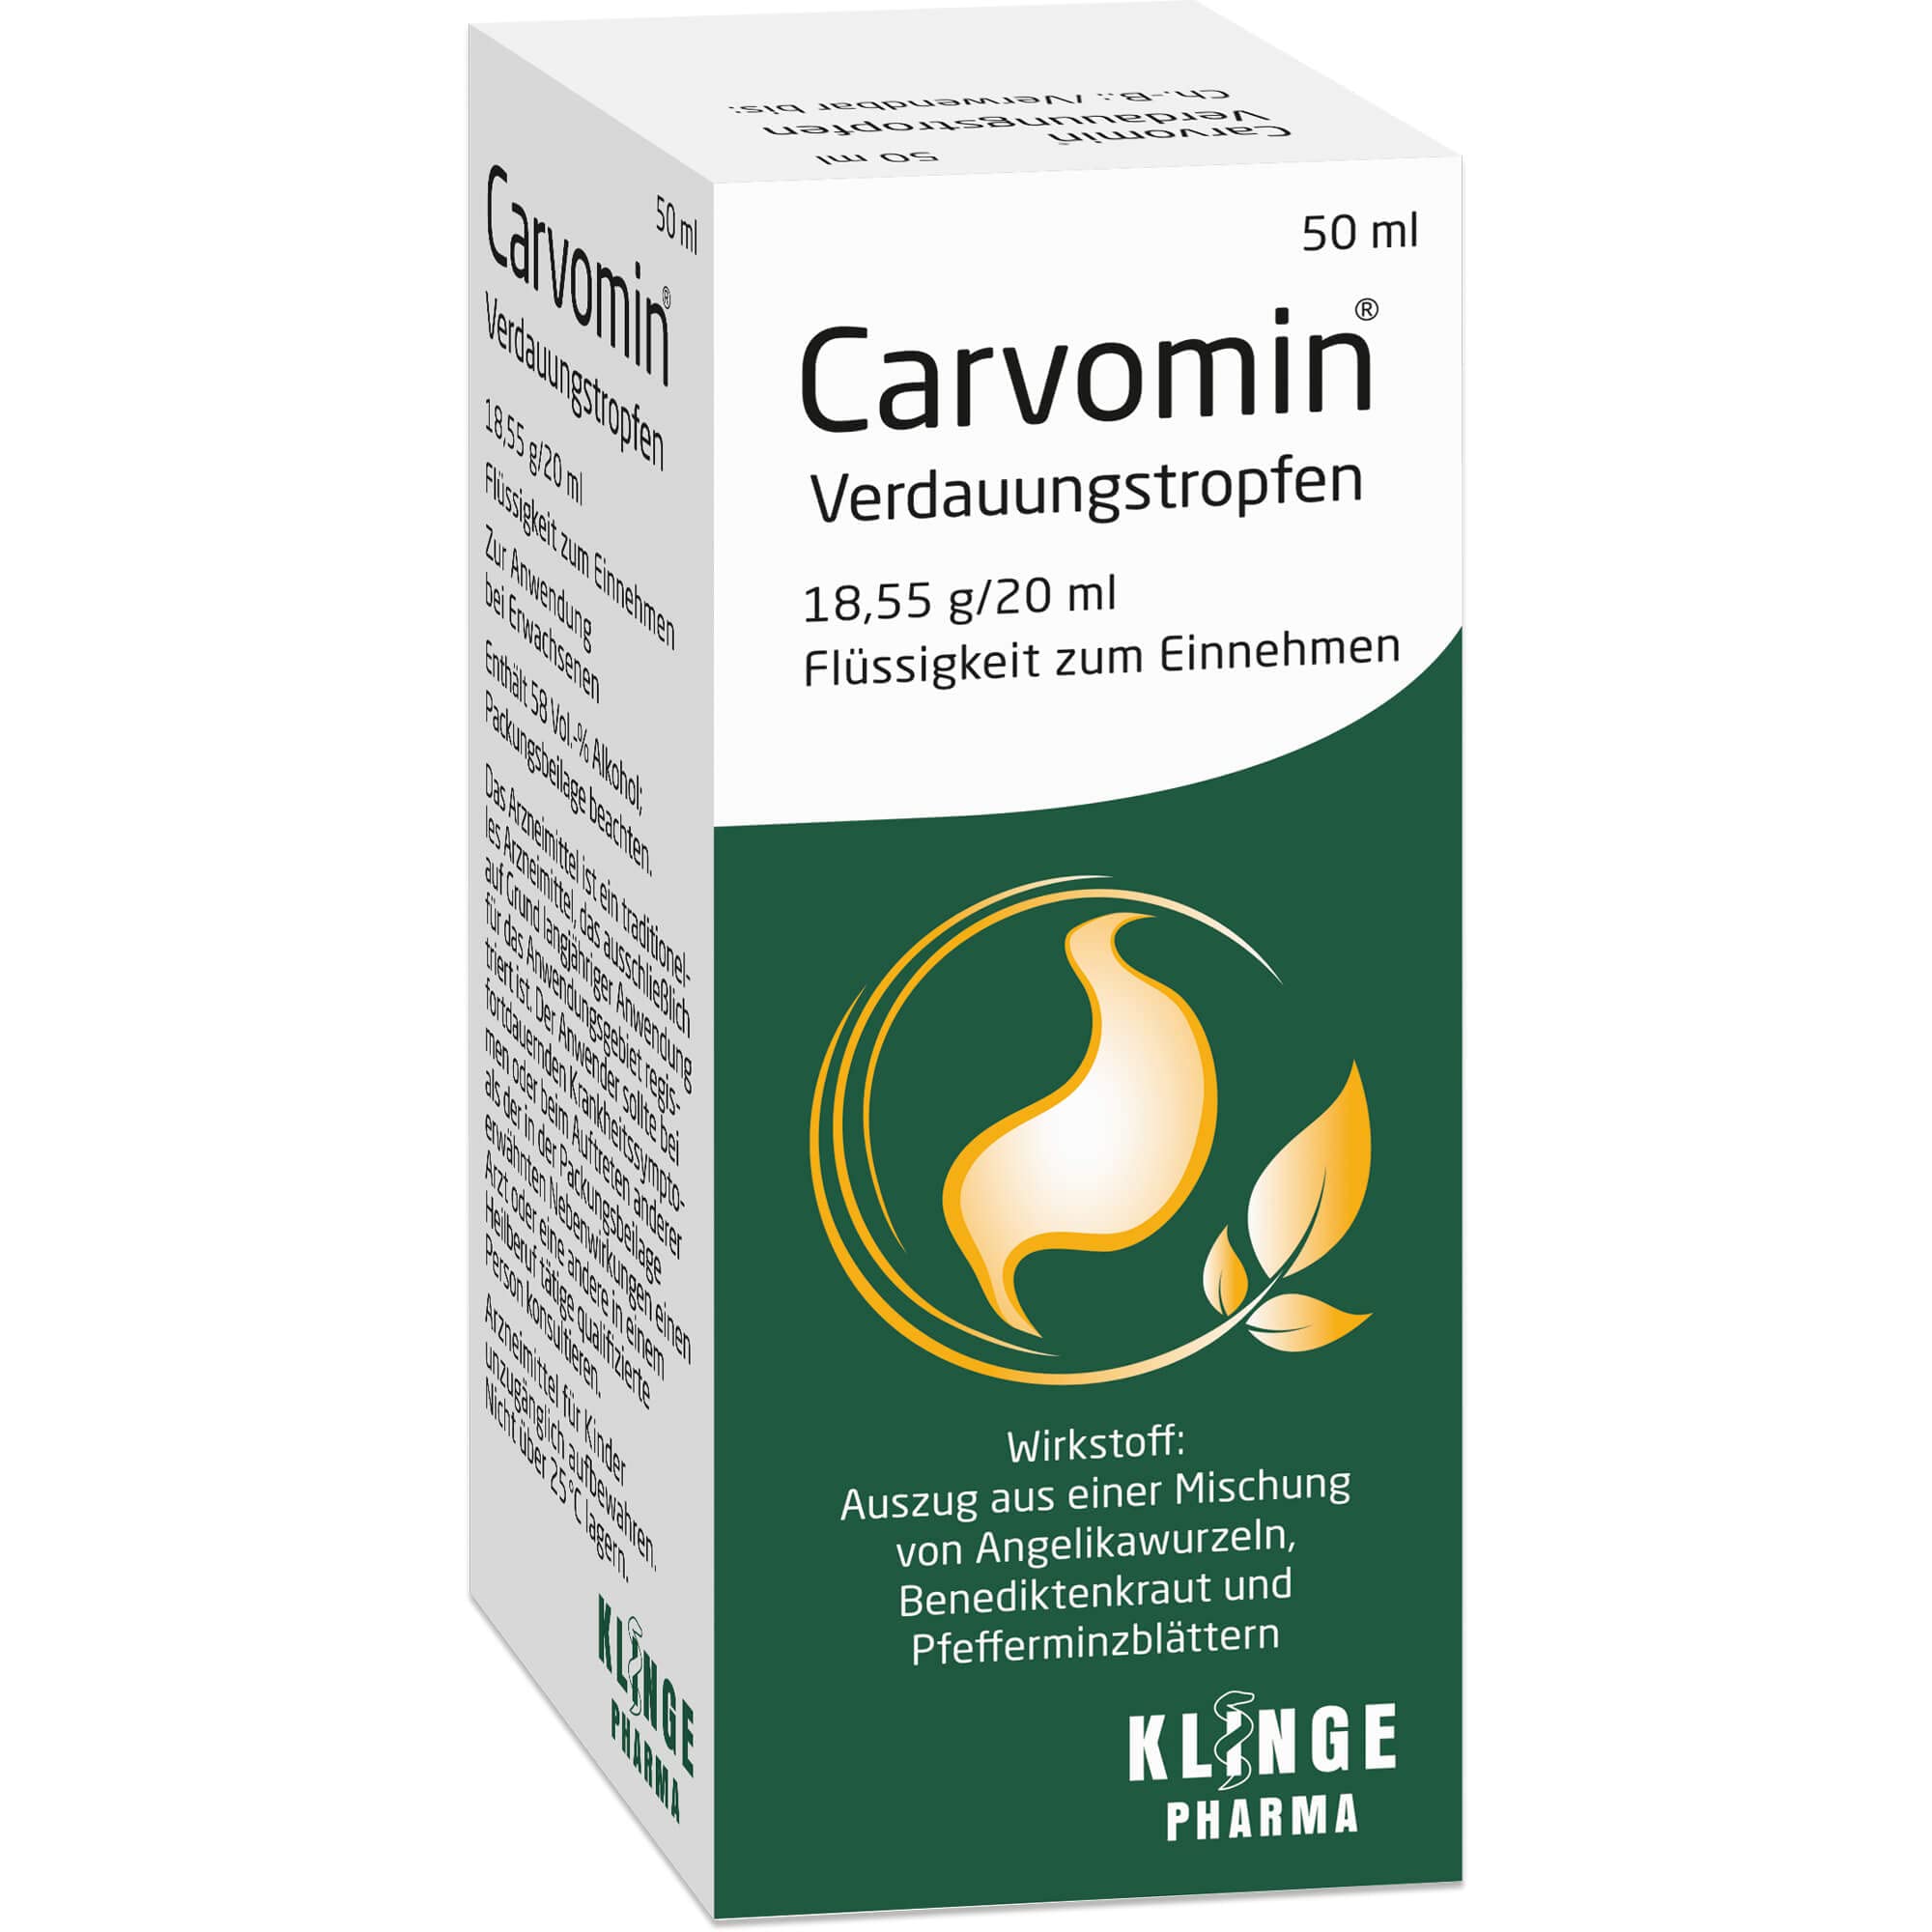 Carvomin
Verdauungstropfen
Ch.-B.: /Verwendbar bis:
50 ml
50 ml
Carvomin®
Verdauungstropfen
18,55 g/20 ml
Flüssigkeit zum Einnehmen
Zur Anwendung
bei Erwachsenen
Enthält 58 Vol.-% Alkohol;
Packungsbeilage beachten.
Das Arzneimittel ist ein traditionel-
les Arzneimittel, das ausschließlich
auf Grund langjähriger Anwendung
für das Anwendungsgebiet regis-
triert ist. Der Anwender sollte bei
fortdauernden Krankheitssympto-
men oder beim Auftreten anderer
als der in der Packungsbeilage
erwähnten Nebenwirkungen einen
Arzt oder eine andere in einem
Heilberuf tätige qualifizierte
Person konsultieren.
Arzneimittel für Kinder
unzugänglich aufbewahren.
Nicht über 25 °C lagern.
KLINGE
PHARMA
50 ml
Carvomin®
Verdauungstropfen
18,55 g/20 ml
Flüssigkeit zum Einnehmen
Wirkstoff:
Auszug aus einer Mischung
von Angelikawurzeln,
Benediktenkraut und
Pfefferminzblättern
KLINGE
PHARMA